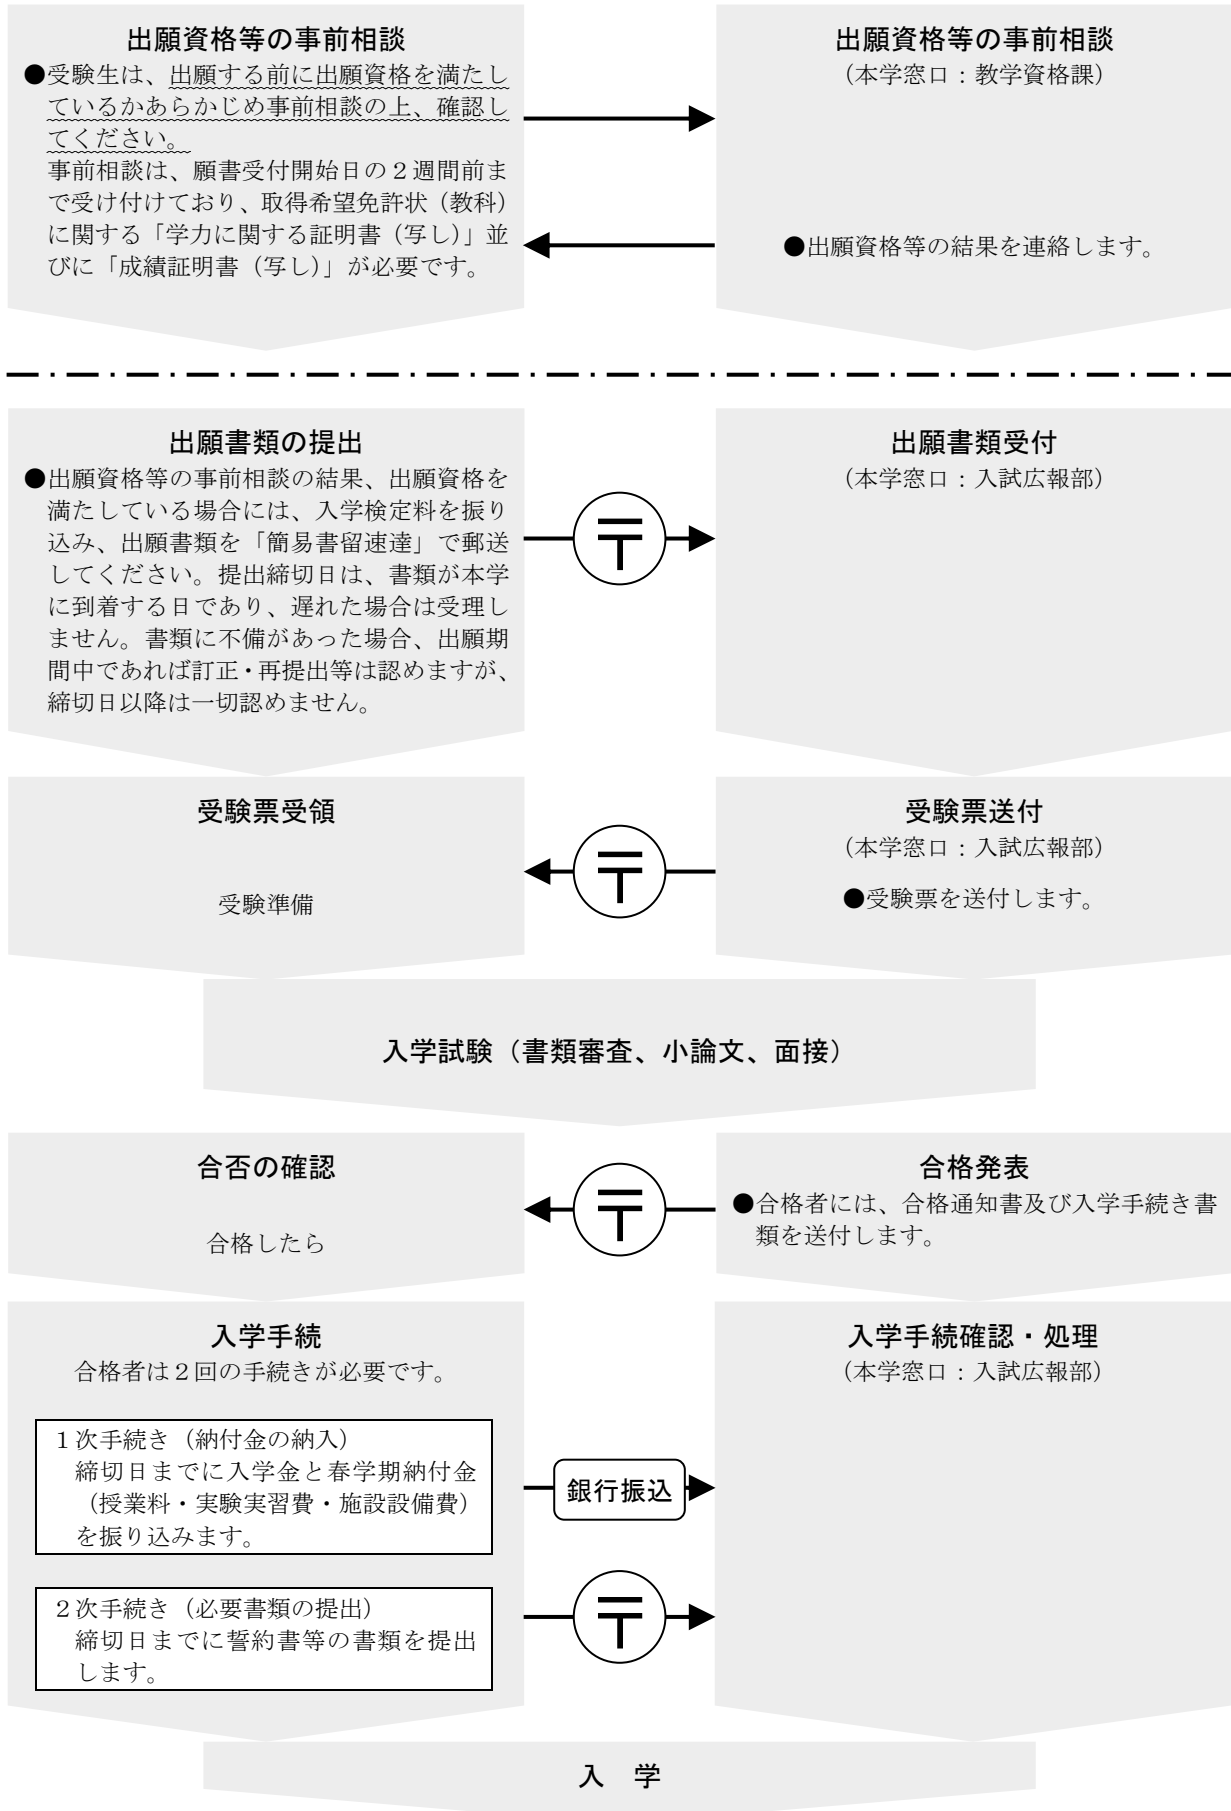 出願資格等の事前相談
●受験生は、出願する前に出願資格を満たし
ているかあらかじめ事前相談の上、確認し
てください。
事前相談は、願書受付開始日の２週間前ま
で受け付けており、取得希望免許状（教科）
に関する「学力に関する証明書（写し）」並
びに「成績証明書（写し）」が必要です。
出願資格等の事前相談
（本学窓口：教学資格課）
●出願資格等の結果を連絡します。
出願書類の提出
●出願資格等の事前相談の結果、出願資格を
満たしている場合には、入学検定料を振り
込み、出願書類を「簡易書留速達」で郵送
してください。提出締切日は、書類が本学
に到着する日であり、遅れた場合は受理し
ません。書類に不備があった場合、出願期
間中であれば訂正・再提出等は認めますが、
締切日以降は一切認めません。
〒
出願書類受付
（本学窓口：入試広報部）
受験票受領
受験準備
〒
受験票送付
（本学窓口：入試広報部）
●受験票を送付します。
入学試験（書類審査、小論文、面接）
合否の確認
合格したら
〒
合格発表
●合格者には、合格通知書及び入学手続き書
類を送付します。
入学手続
合格者は２回の手続きが必要です。
１次手続き（納付金の納入）
締切日までに入学金と春学期納付金
（授業料・実験実習費・施設設備費）
を振り込みます。
銀行振込
２次手続き（必要書類の提出）
締切日までに誓約書等の書類を提出
します。
〒
入学手続確認・処理
（本学窓口：入試広報部）
入　学